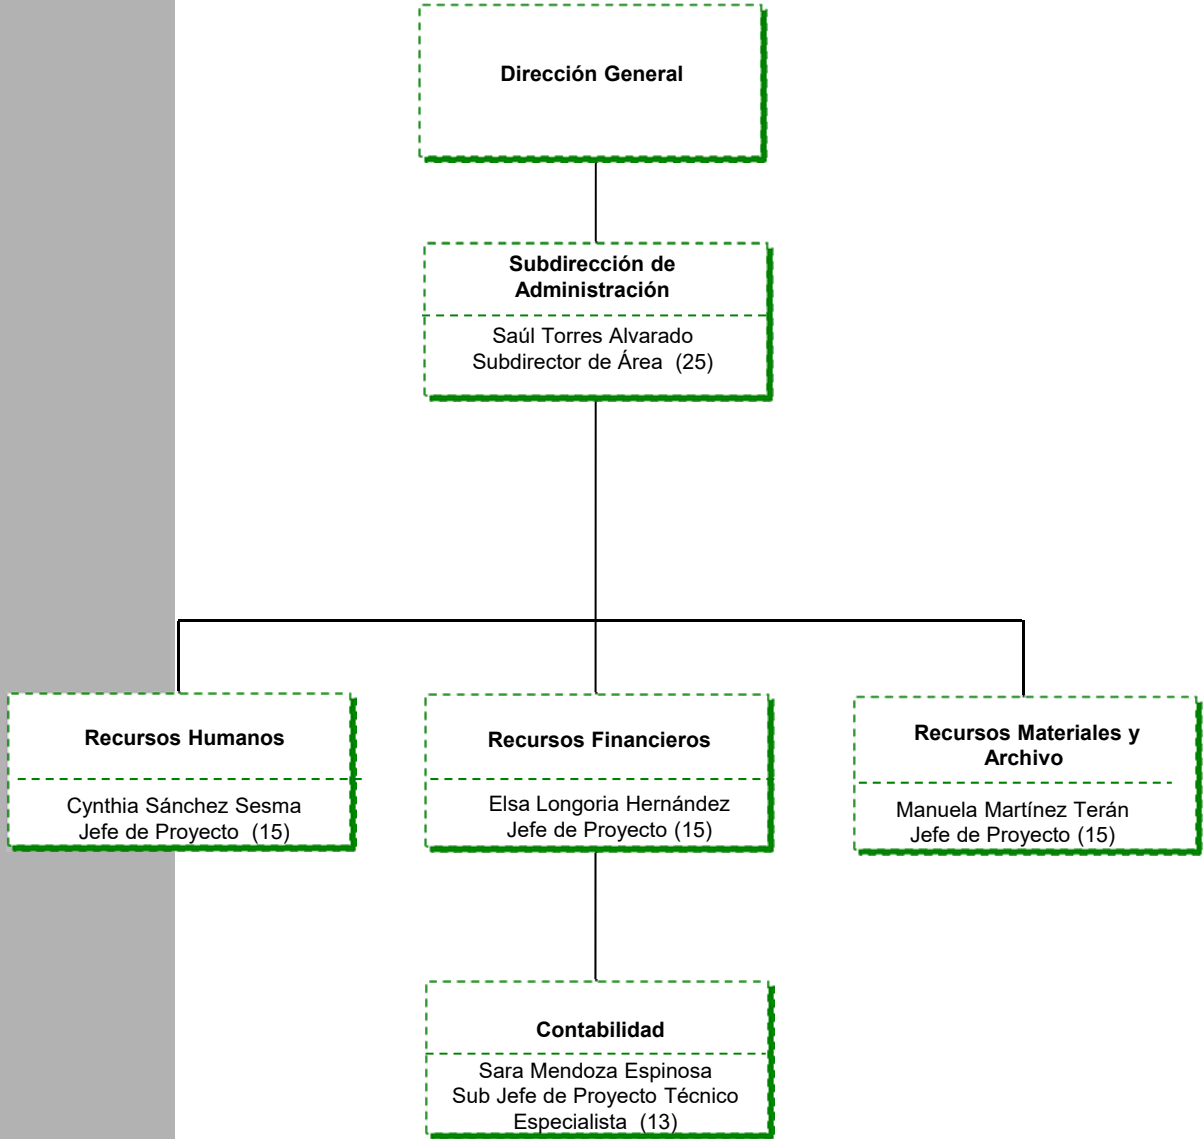 Dirección General
Subdirección de
Administración
Saúl Torres Alvarado
Subdirector de Área  (25)
Recursos Humanos
Cynthia Sánchez Sesma
Jefe de Proyecto  (15)
Recursos Financieros
Elsa Longoria Hernández
Jefe de Proyecto (15)
Recursos Materiales y
Archivo
Manuela Martínez Terán
Jefe de Proyecto (15)
Contabilidad
Sara Mendoza Espinosa
Sub Jefe de Proyecto Técnico
Especialista  (13)